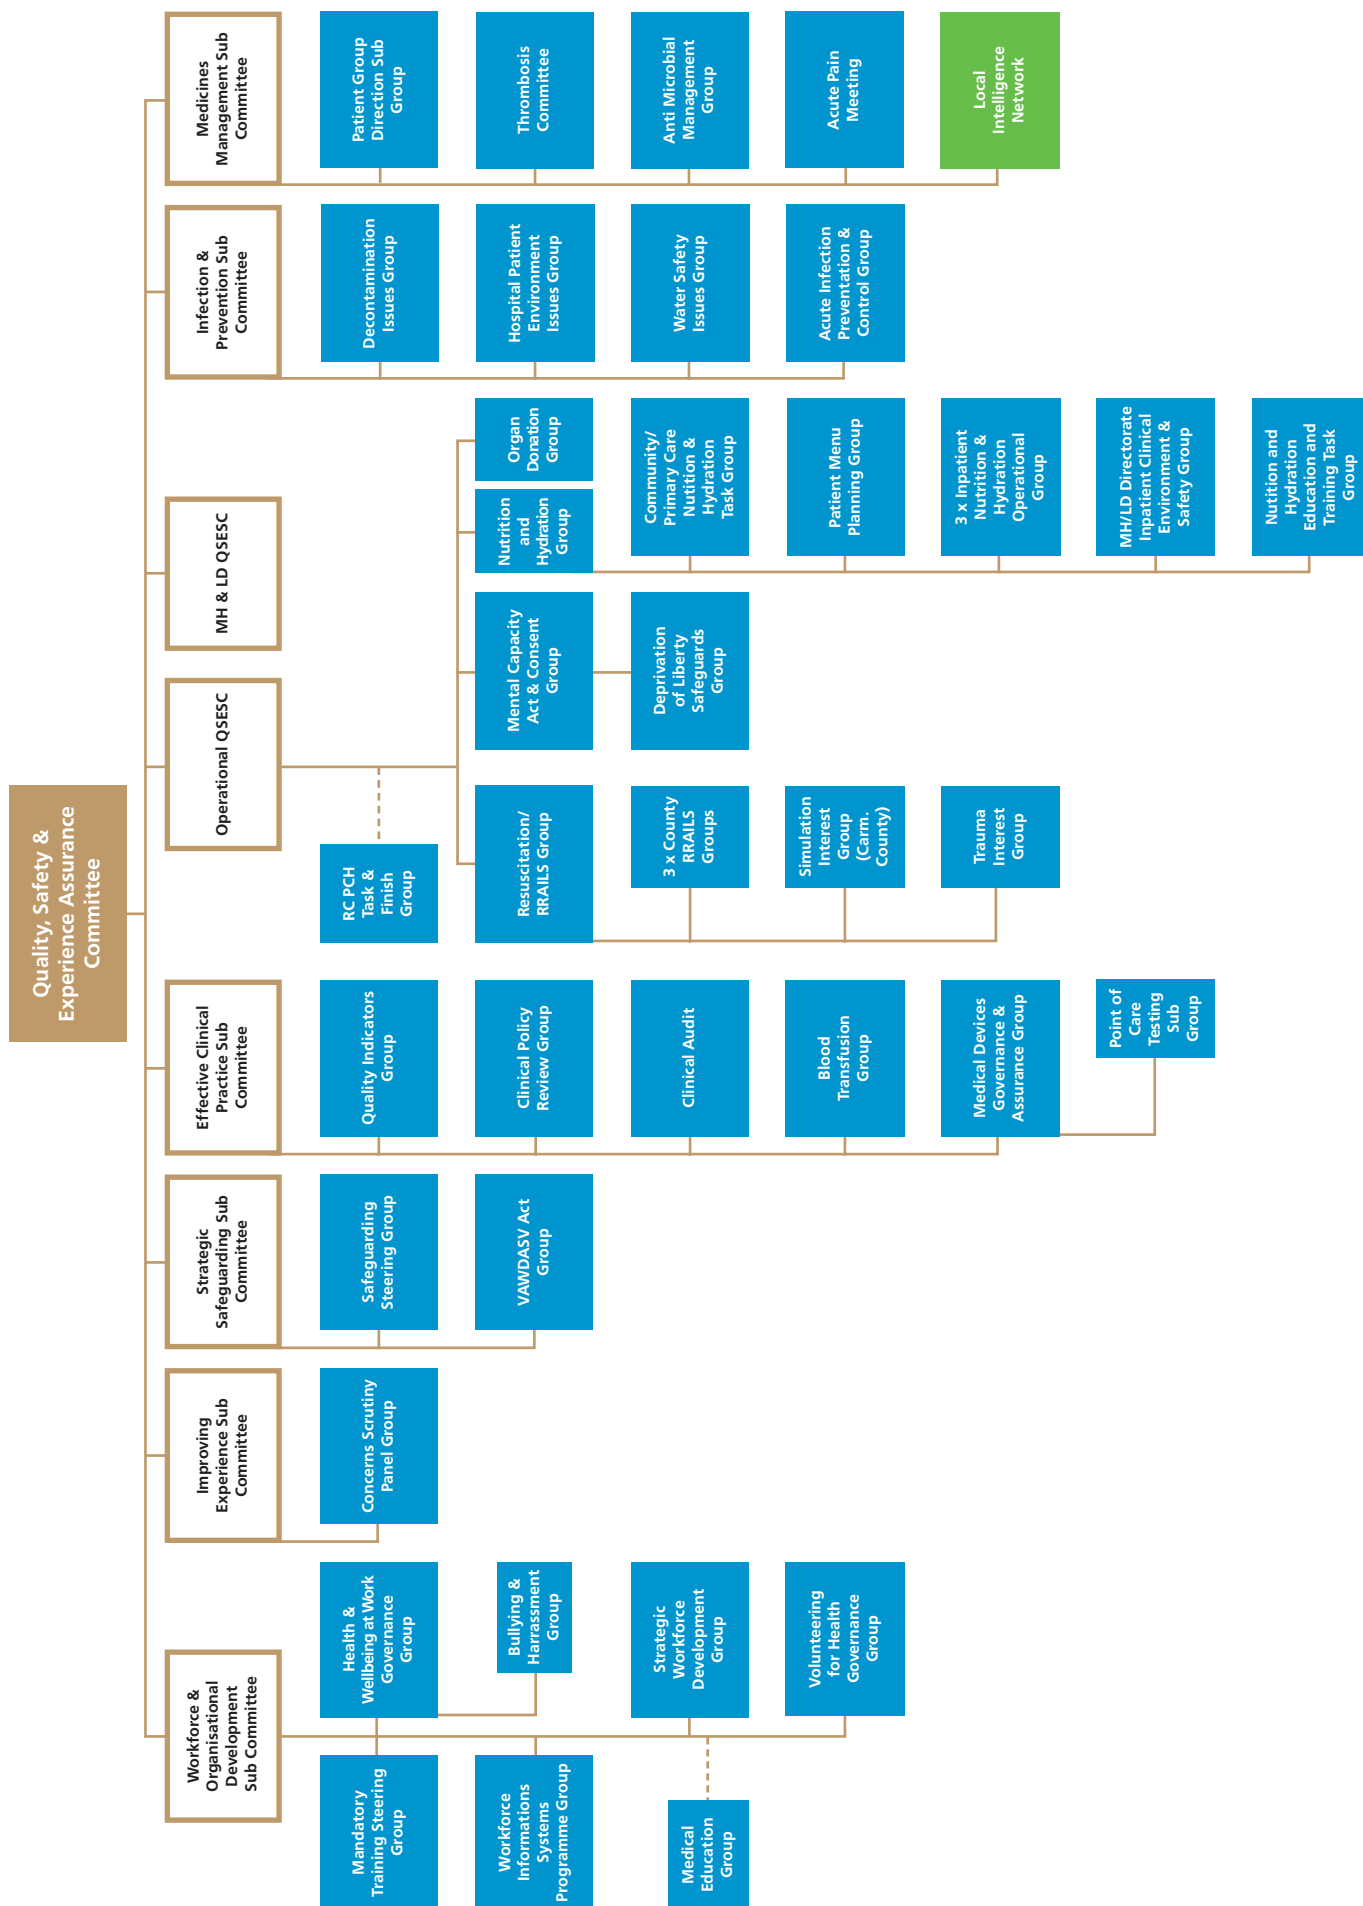 Quality, Safety &
Experience Assurance
Committee
Workforce &
Organisational
Development
Sub Committee
Mandatory
Training Steering
Group
Health &
Wellbeing at Work
Governance
Group
Workforce
Informations
Systems
Programme Group
Bullying &
Harrassment
Group
Medical
Education
Group
Strategic
Workforce
Development
Group
Volunteering
for Health
Governance
Group
Improving
Experience Sub
Committee
Concerns Scrutiny
Panel Group
Strategic
Safeguarding Sub
Committee
Safeguarding
Steering Group
VAWDASV Act
Group
Effective Clinical
Practice Sub
Committee
Quality Indicators
Group
Clinical Policy
Review Group
Clinical Audit
Blood
Transfusion
Group
Medical Devices
Governance &
Assurance Group
Point of
Care
Testing
Sub
Group
Operational QSESC
RC PCH
Task &
Finish
Group
Resuscitation/
RRAILS Group
3 x County
RRAILS
Groups
Simulation
Interest
Group
(Carm.
County)
Trauma
Interest
Group
Mental Capacity
Act & Consent
Group
Deprivation
of Liberty
Safeguards
Group
Nutrition
and
Hydration
Group
Organ
Donation
Group
Community/
Primary Care
Nutition &
Hydration
Task Group
Patient Menu
Planning Group
3 x Inpatient
Nutrition &
Hydration
Operational
Group
MH/LD Directorate
Inpatient Clinical
Environment &
Safety Group
Nutition and
Hydration
Education and
Training Task
Group
MH & LD QSESC
Infection &
Prevention Sub
Committee
Decontamination
Issues Group
Hospital Patient
Environment
Issues Group
Water Safety
Issues Group
Acute Infection
Preventation &
Control Group
Medicines
Management Sub
Committee
Patient Group
Direction Sub
Group
Thrombosis
Committee
Anti Microbial
Management
Group
Acute Pain
Meeting
Local
Intelligence
Network